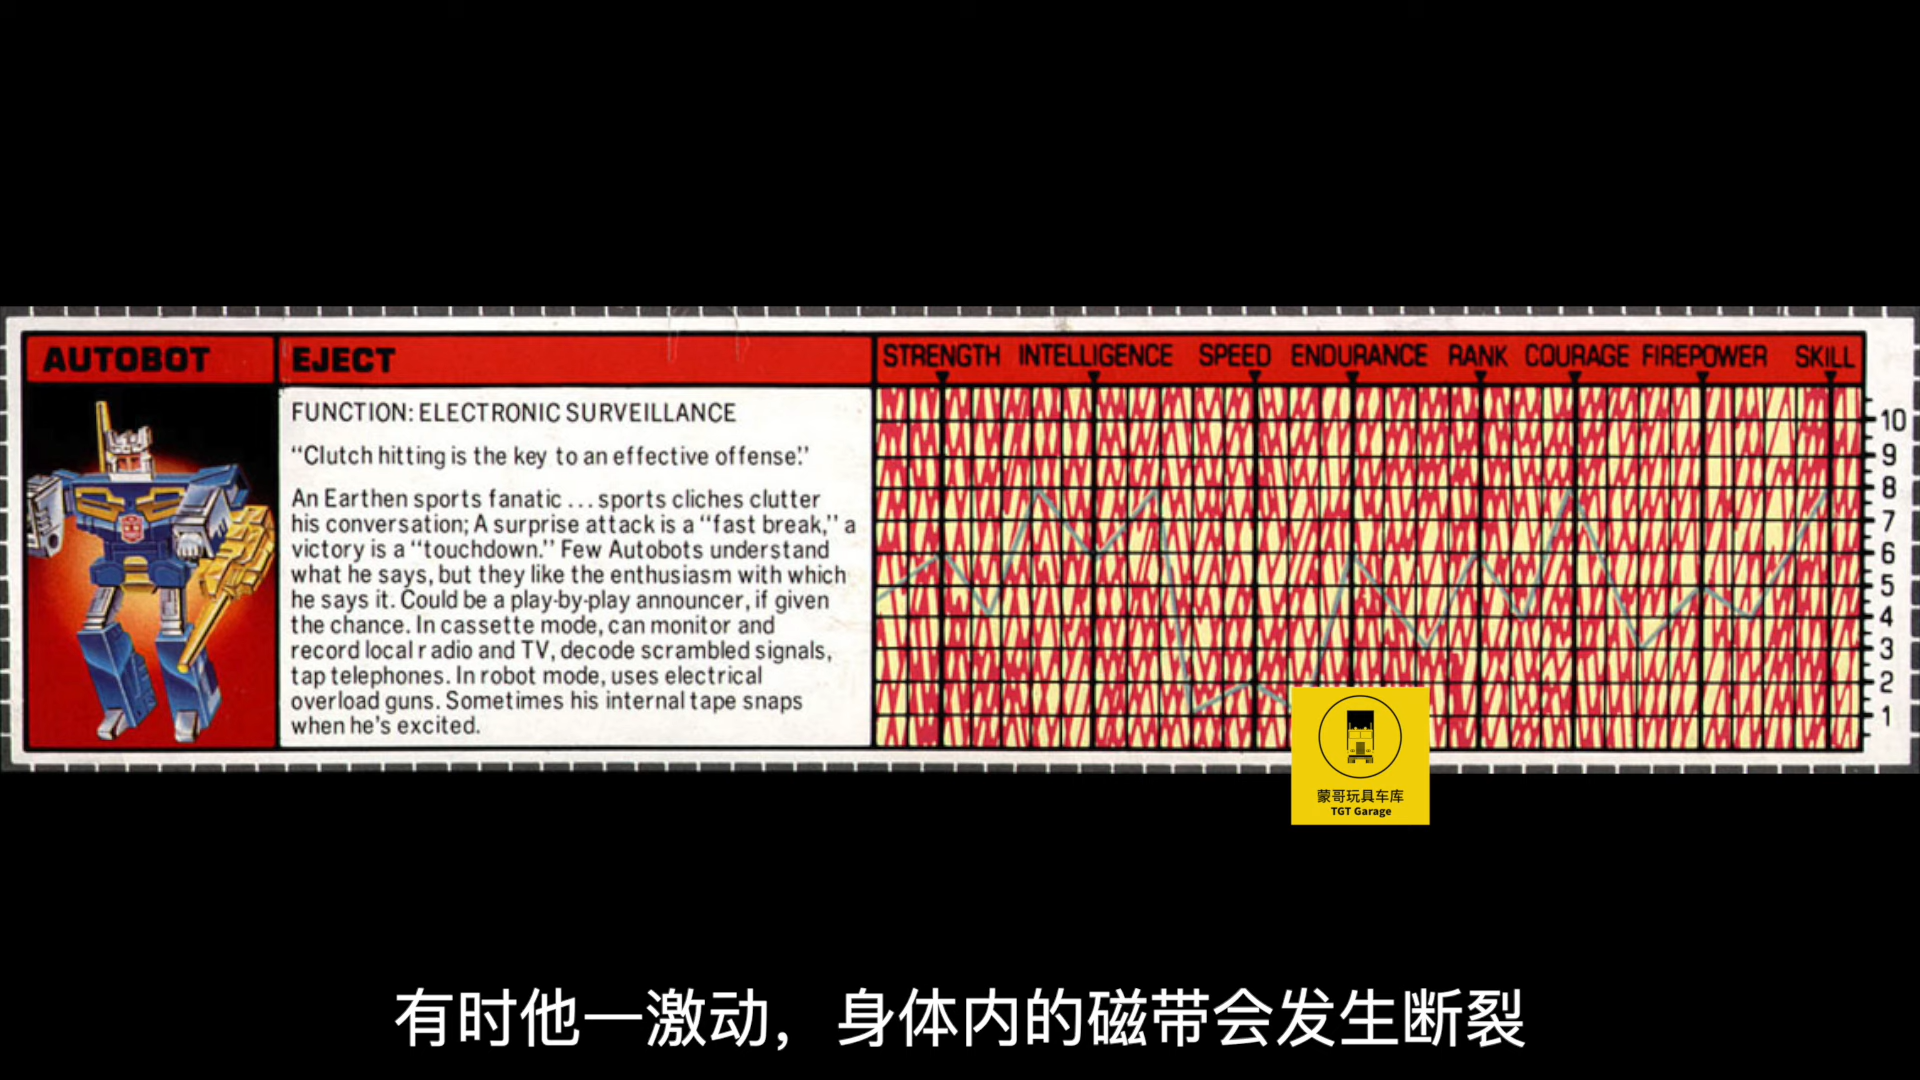 AUTOBOT
EJECT
STRENGTH INTELLIGENCE SPEED ENDURANCE RANK COURAGE FIREPOWER SKILL
FUNCTION: ELECTRONIC SURVEILLANCE
“Clutch hitting is the key to an effective offense.”
An Earthen sports fanatic ... sports cliches clutter
his conversation; A surprise attack is a “fast break,” a
victory is a “touchdown.” Few Autobots understand
what he says, but they like the enthusiasm with which
he says it. Could be a play-by-play announcer, if given
the chance. In cassette mode, can monitor and
record local radio and TV, decode scrambled signals,
tap telephones. In robot mode, uses electrical
overload guns. Sometimes his internal tape snaps
when he's excited.
10
9
8
7
6
5
4
3
2
1
蒙哥玩具车库
TGT Garage
有时他一激动，身体内的磁带会发生断裂